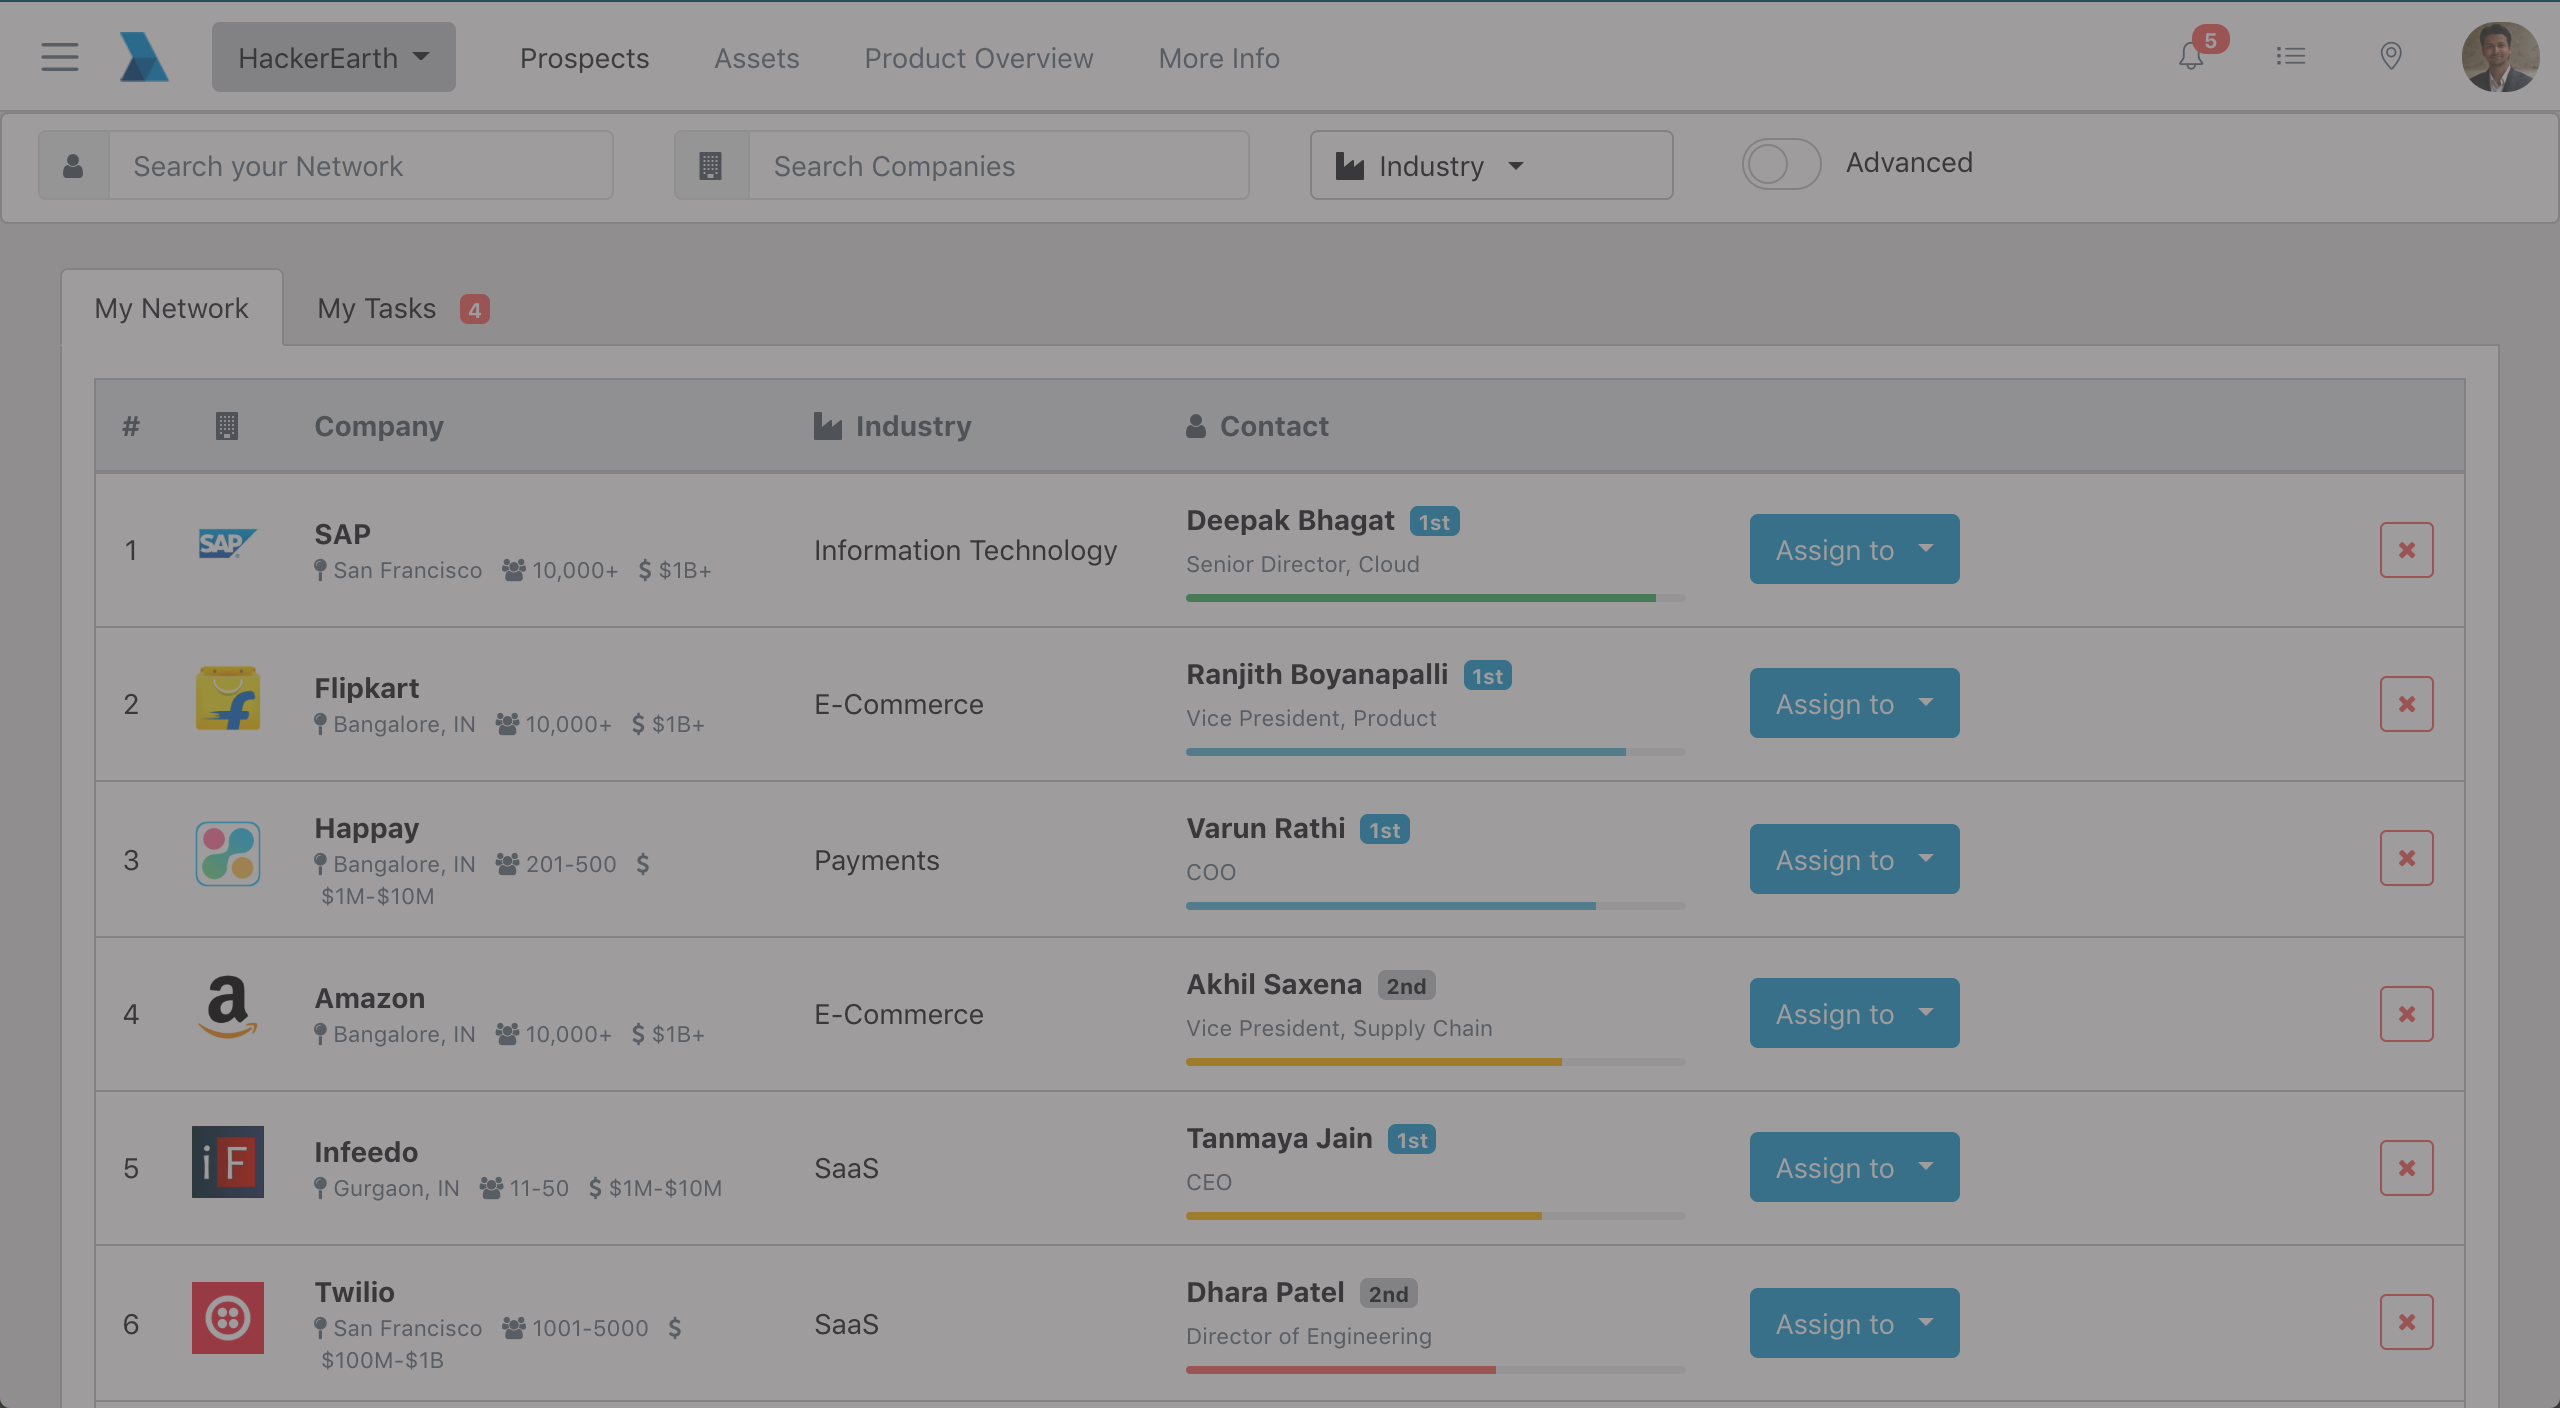 HackerEarth Prospects Assets Product Overview More Info 5
Search your Network Search Companies Industry Advanced
My Network My Tasks 4
# Company Industry Contact
1 SAP SAP Information Technology Deepak Bhagat 1st Assign to
San Francisco 10,000+ $ $1B+ Senior Director, Cloud
2 Flipkart E-Commerce Ranjith Boyanapalli 1st Assign to
Bangalore, IN 10,000+ $ $1B+ Vice President, Product
3 Happay Payments Varun Rathi 1st Assign to
Bangalore, IN 201-500 $ COO
$1M-$10M
4 a Amazon E-Commerce Akhil Saxena 2nd Assign to
Bangalore, IN 10,000+ $ $1B+ Vice President, Supply Chain
5 iF Infeedo SaaS Tanmaya Jain 1st Assign to
Gurgaon, IN 11-50 $ $1M-$10M CEO
6 Twilio SaaS Dhara Patel 2nd Assign to
San Francisco 1001-5000 $ Director of Engineering
$100M-$1B